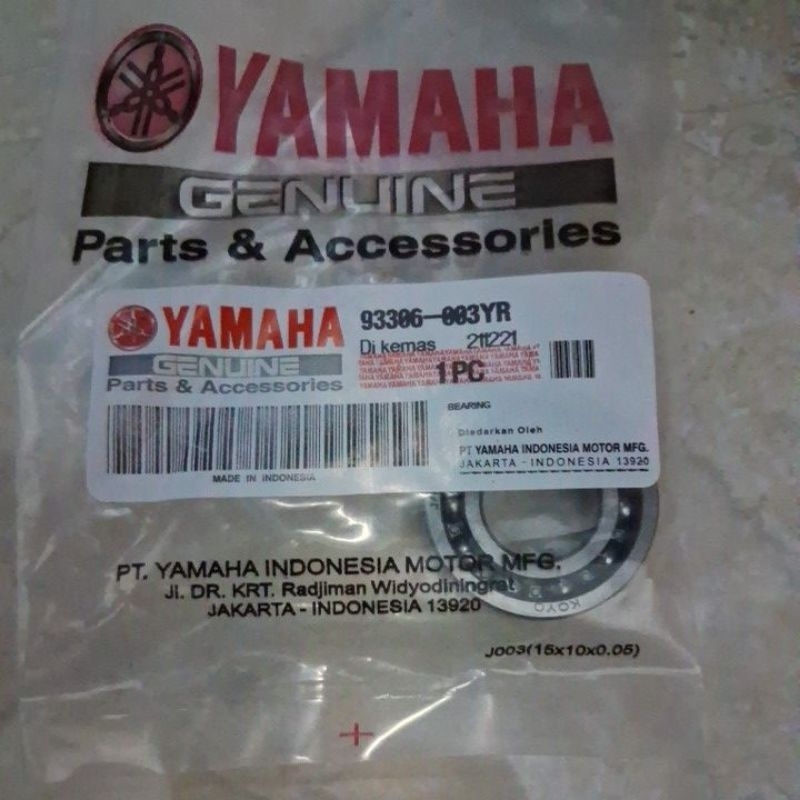 YAMAHA
GENUINE
Parts & Accessories
YAMAHA
GENUINE
Parts & Accessories
93306-003YR
Di kemas 211221
1PC
BEARING
Diedarkan Oleh
PT YAMAHA INDONESIA MOTOR MFG.
JAKARTA - INDONESIA 13920
MADE IN INDONESIA
KOYO
PT. YAMAHA INDONESIA MOTOR MFG.
Jl. DR. KRT. Radjiman Widyodiningrat
JAKARTA - INDONESIA 13920
J003(15x10x0.05)